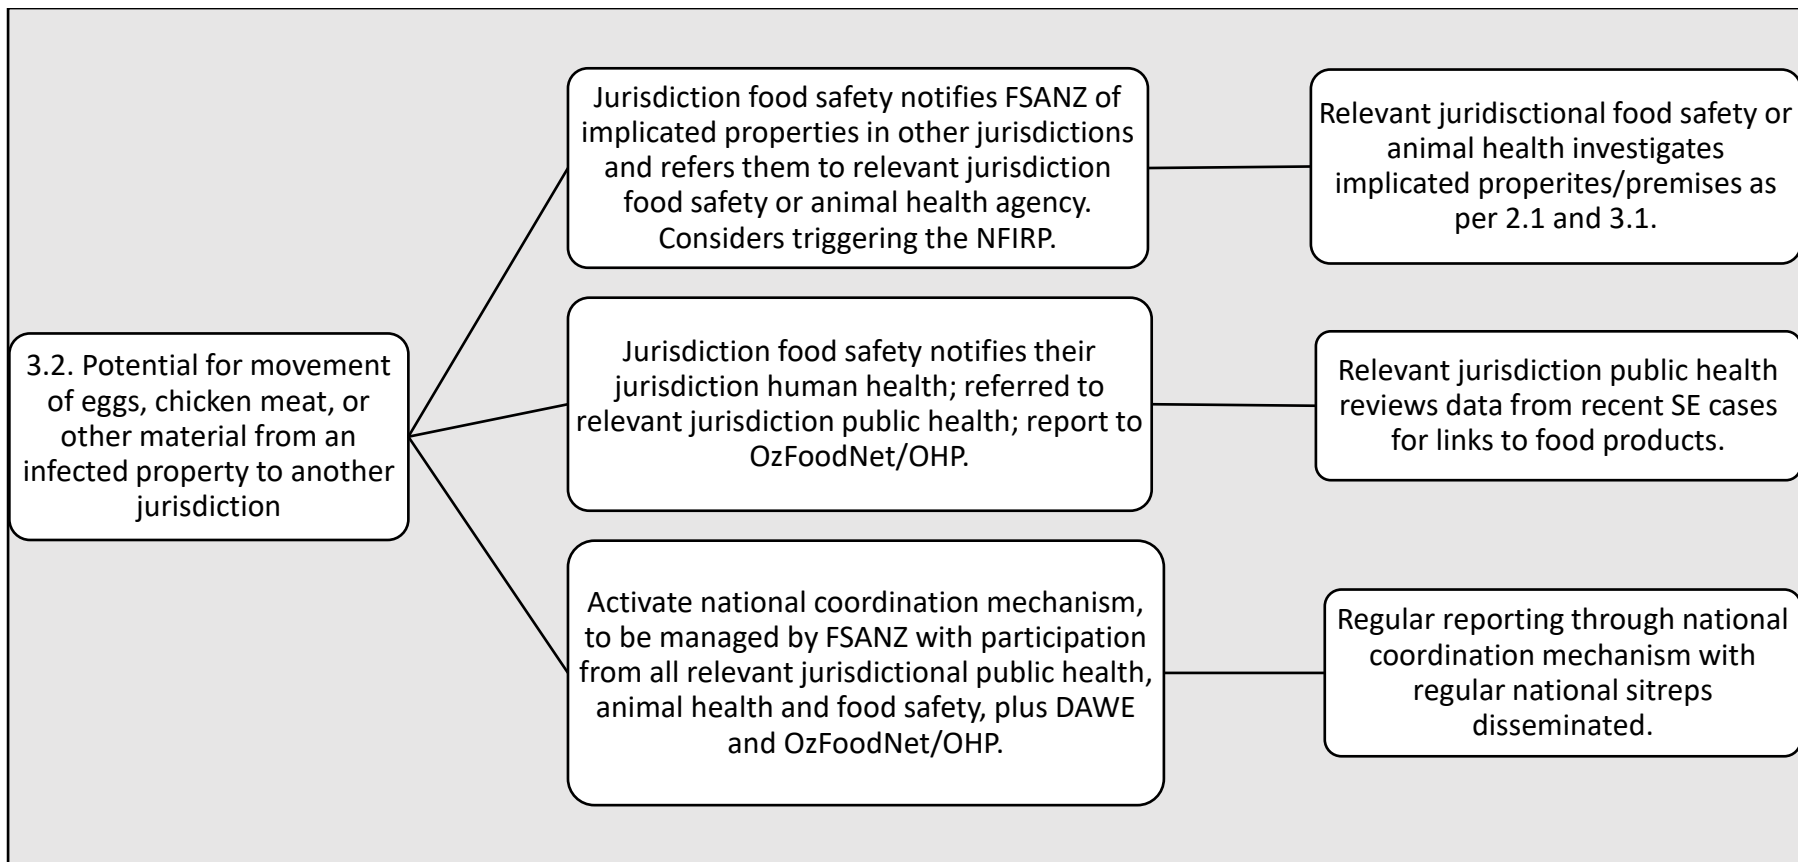 3.2. Potential for movement
of eggs, chicken meat, or
other material from an
infected property to another
jurisdiction
Jurisdiction food safety notifies FSANZ of
implicated properties in other jurisdictions
and refers them to relevant jurisdiction
food safety or animal health agency.
Considers triggering the NFIRP.
Relevant juridisctional food safety or
animal health investigates
implicated properites/premises as
per 2.1 and 3.1.
Jurisdiction food safety notifies their
jurisdiction human health; referred to
relevant jurisdiction public health; report to
OzFoodNet/OHP.
Relevant jurisdiction public health
reviews data from recent SE cases
for links to food products.
Activate national coordination mechanism,
to be managed by FSANZ with participation
from all relevant jurisdictional public health,
animal health and food safety, plus DAWE
and OzFoodNet/OHP.
Regular reporting through national
coordination mechanism with
regular national sitreps
disseminated.